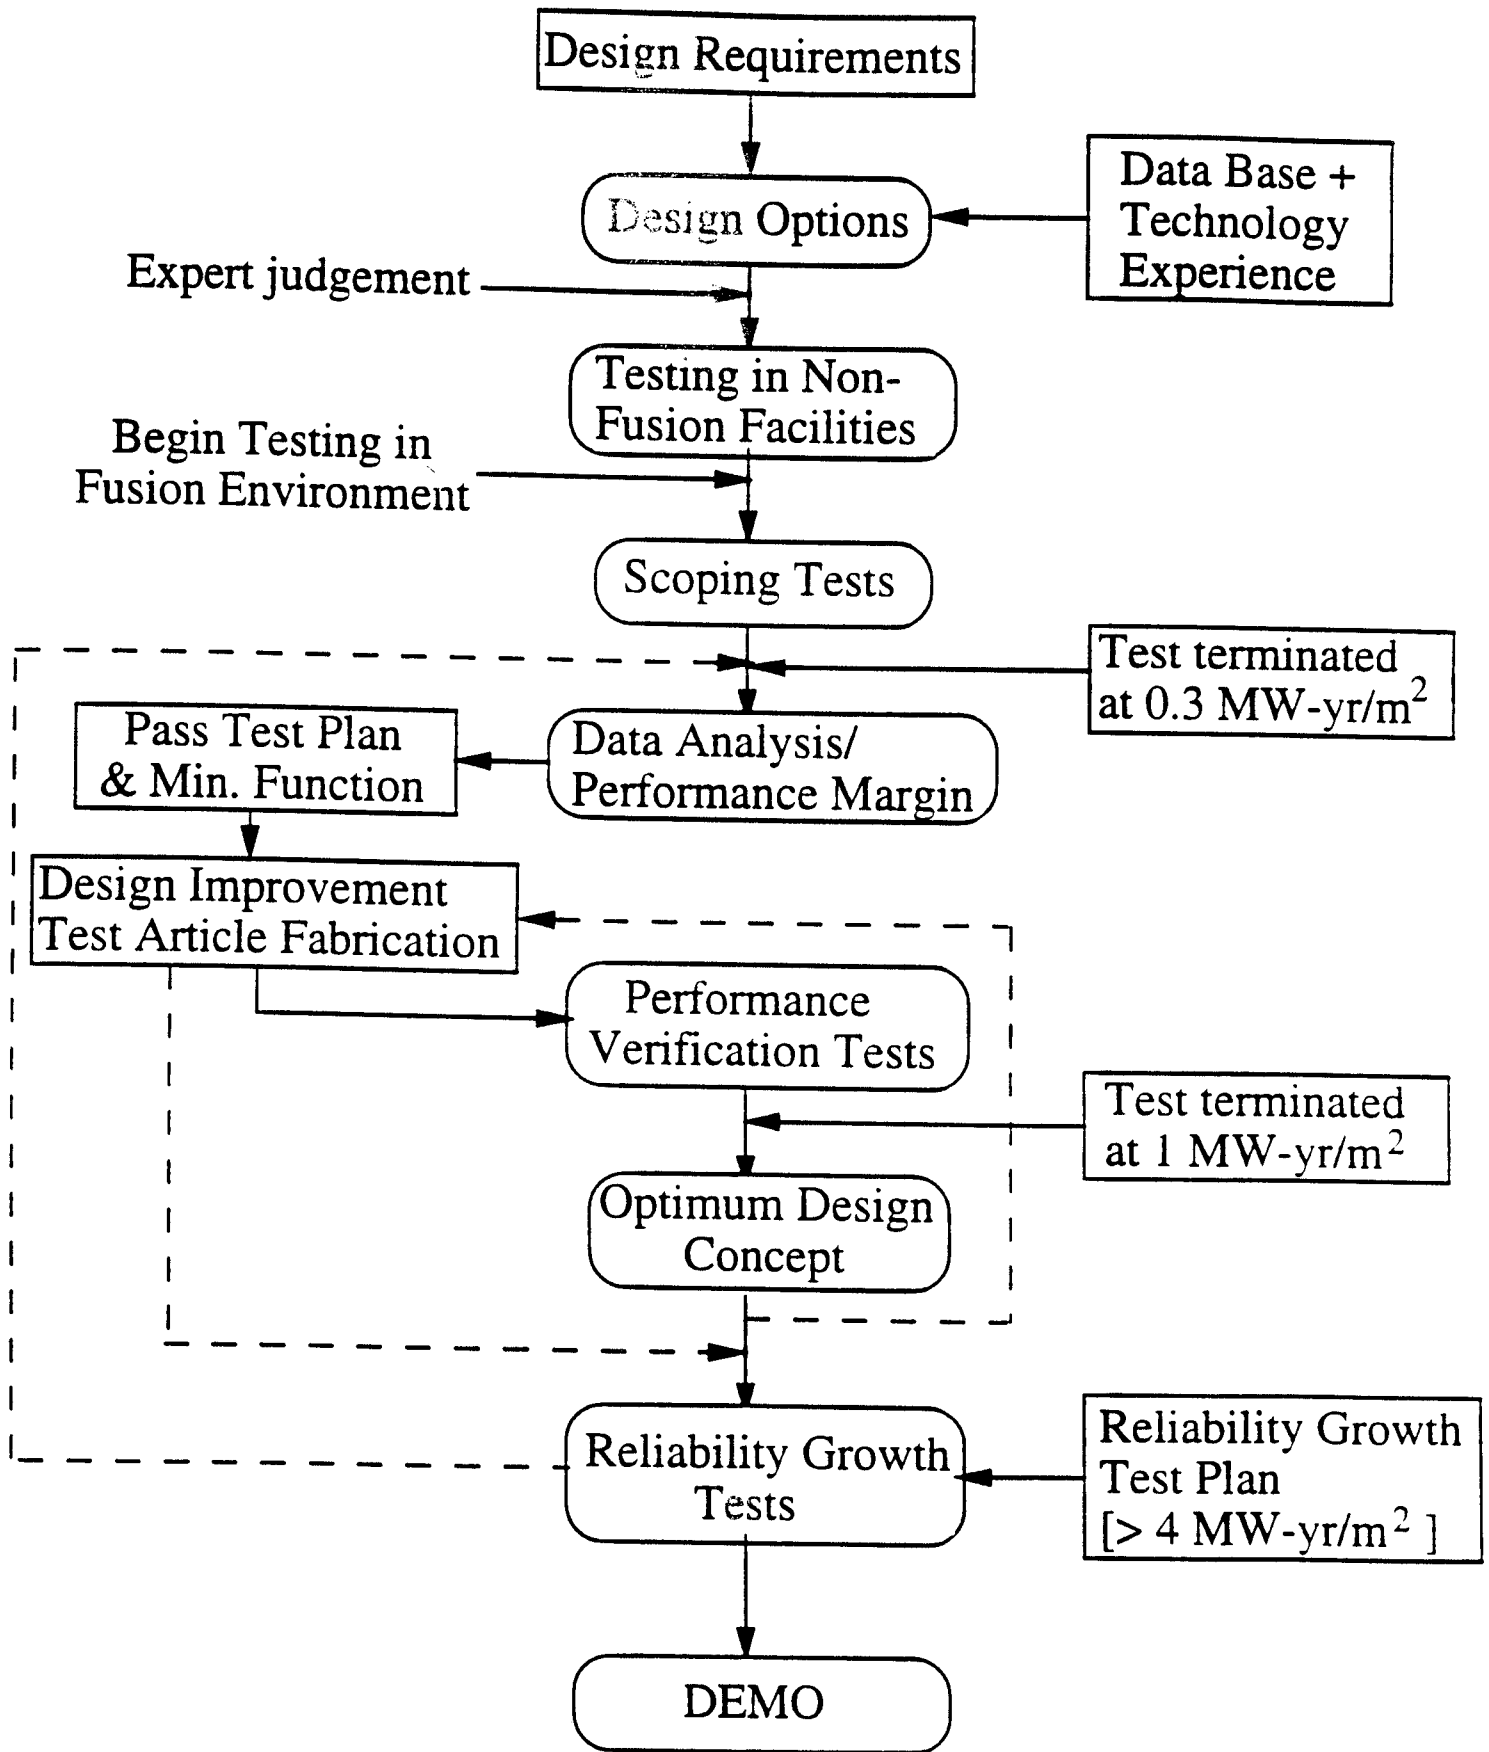 Design Requirements
Design Options
Data Base +
Technology
Experience
Expert judgement
Testing in Non-
Fusion Facilities
Begin Testing in
Fusion Environment
Scoping Tests
Test terminated
at 0.3 MW-yr/m²
Pass Test Plan
& Min. Function
Data Analysis/
Performance Margin
Design Improvement
Test Article Fabrication
Performance
Verification Tests
Test terminated
at 1 MW-yr/m²
Optimum Design
Concept
Reliability Growth
Tests
Reliability Growth
Test Plan
[> 4 MW-yr/m² ]
DEMO